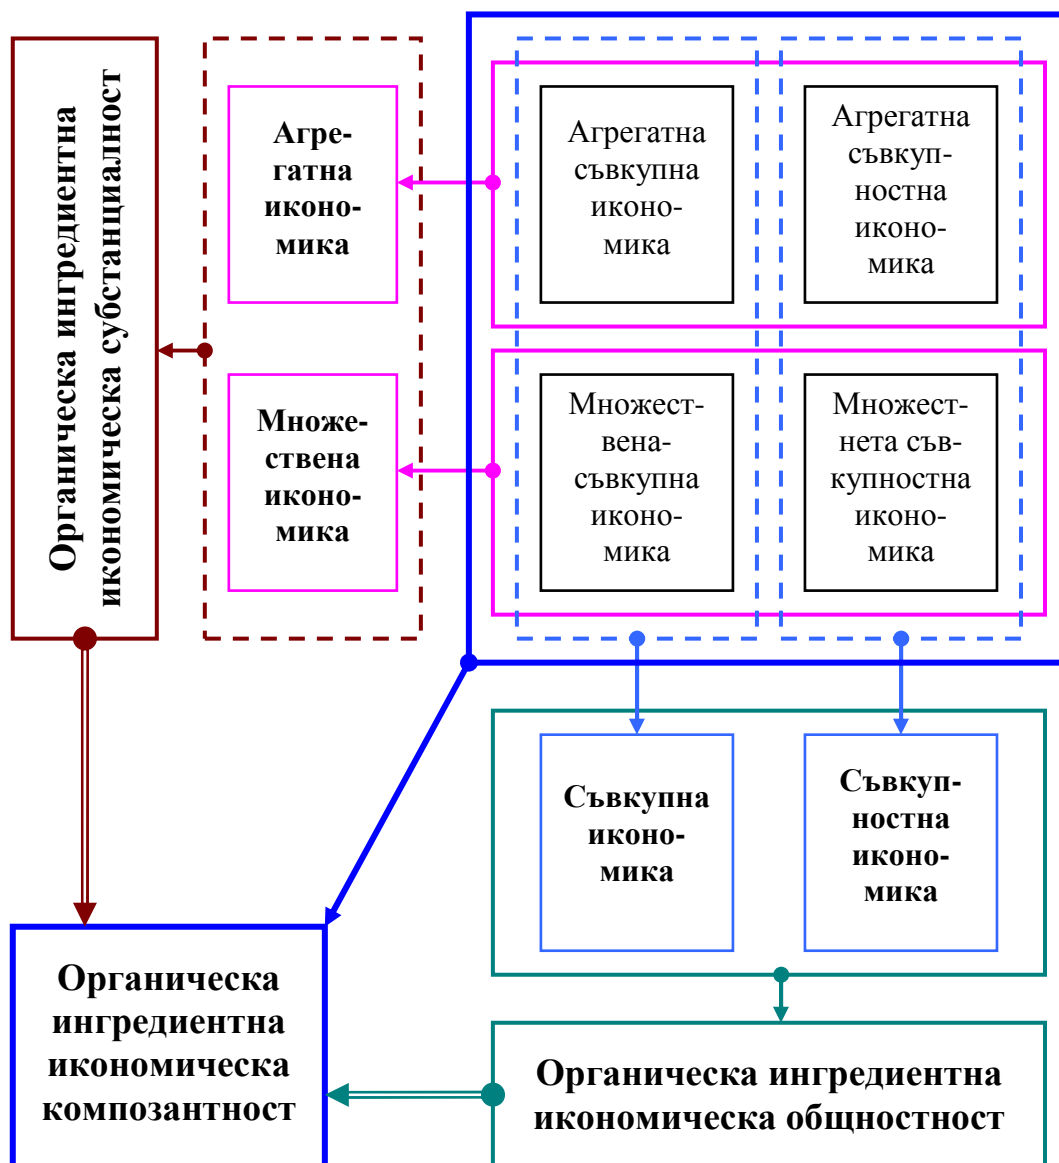 Органическа ингредиентна
икономическа субстанциалност
Агре-
гатна
иконо-
мика
Агрегатна
съвкупна
иконо-
мика
Агрегатна
съвкуп-
ностна
иконо-
мика
Множе-
ствена
иконо-
мика
Множест-
вена-
съвкупна
иконо-
мика
Множест-
нета съв-
купностна
иконо-
мика
Съвкупна
иконо-
мика
Съвкуп-
ностна
иконо-
мика
Органическа
ингредиентна
икономическа
композантност
Органическа ингредиентна
икономическа общностност